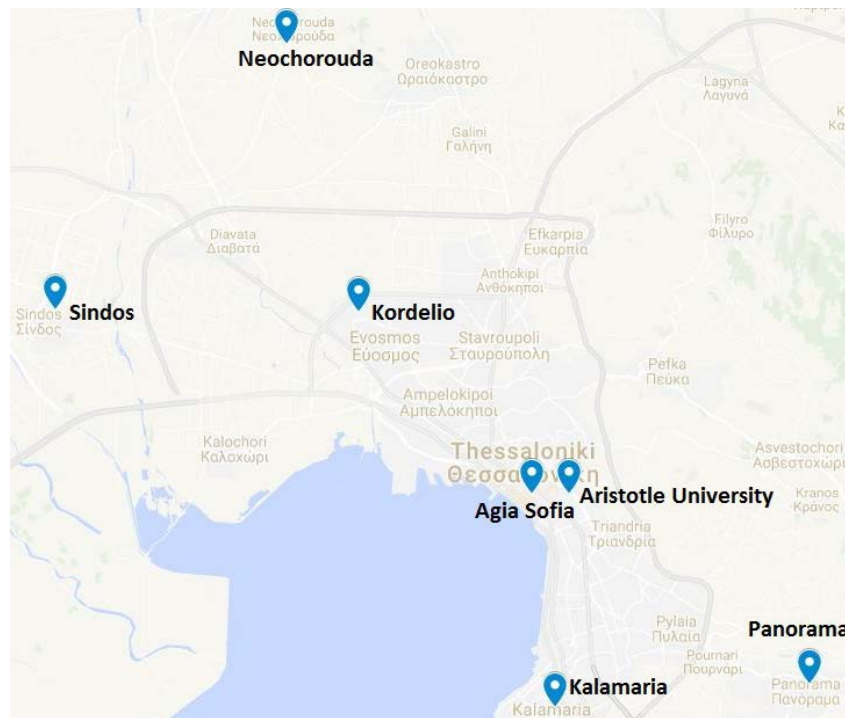 Neochorouda
Νεοχορούδα
Neochorouda
Oreokastro
Ωραιόκαστρο
Lagyna
Λαγυνά
Galini
Γαλήνη
Filyro
Φίλυρο
Diavata
Διαβατά
Efkarpia
Ευκαρπία
Anthokipi
Ανθόκηποι
Sindos
Sindos
Σίνδος
Kordelio
Evosmos
Εύοσμος
Stavroupoli
Σταυρούπολη
Pefka
Πεύκα
Ampelokipoi
Αμπελόκηποι
Kalochori
Καλοχώρι
Thessaloniki
Asvestochori
Ασβεστοχώρι
Aristotle University
Agia Sofia
Kranos
Κράνος
Triandria
Τριανδρία
Pylaia
Πυλαία
Panorama
Pournari
Πουρνάρι
Kalamaria
Kalamaria
Panorama
Πανόραμα